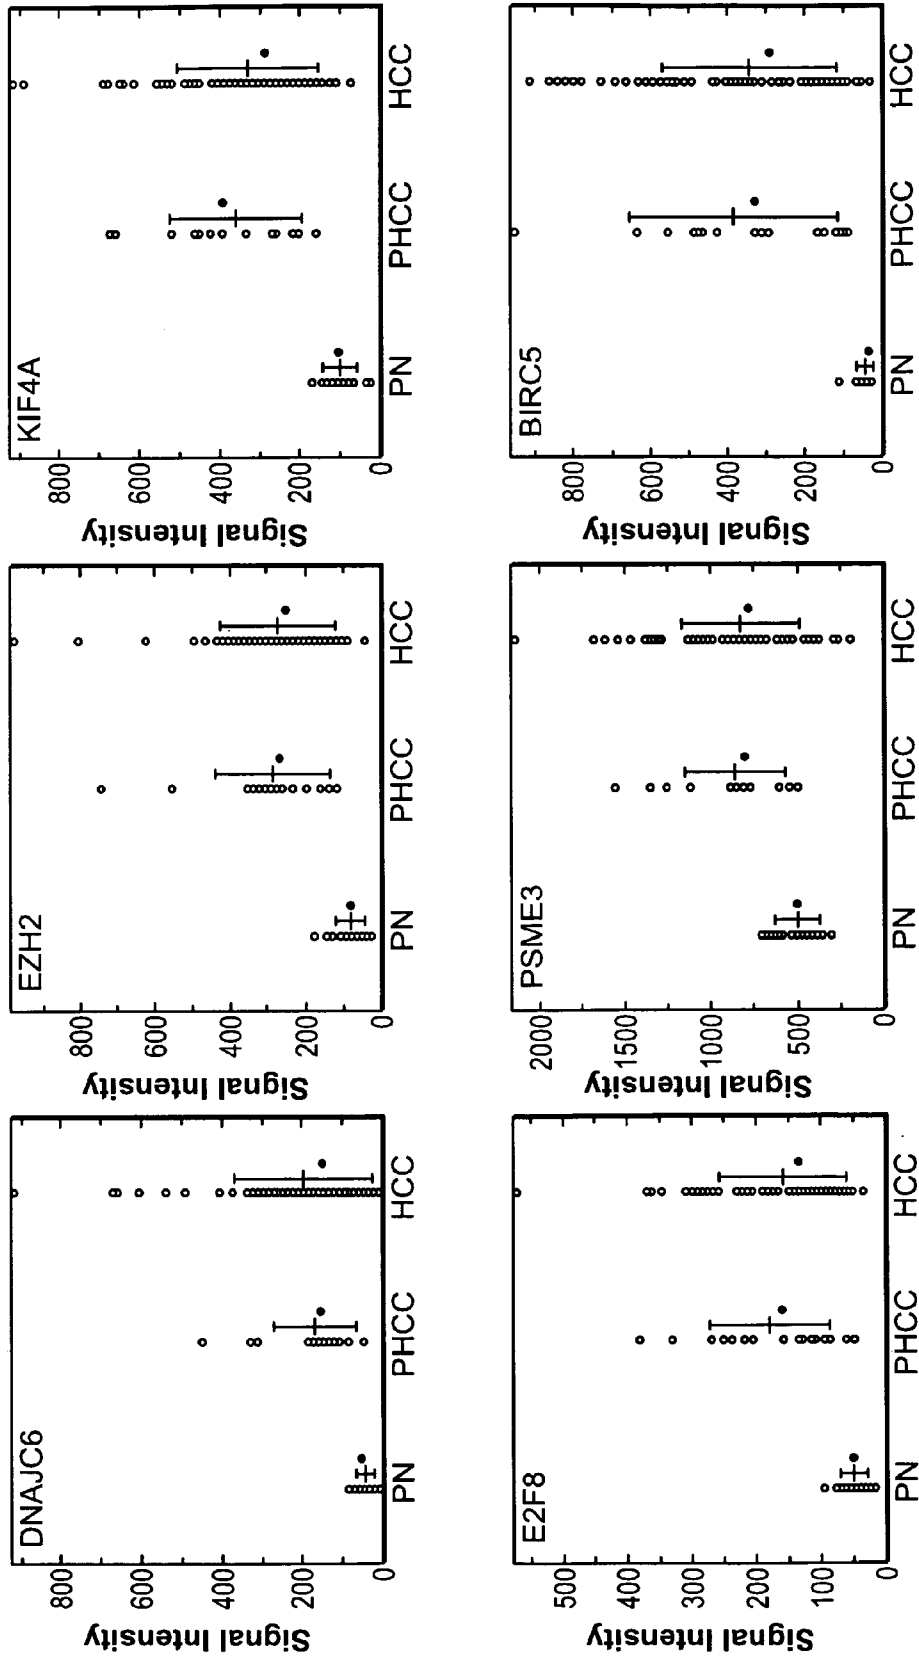 DNAJC6
Signal Intensity
800
600
400
200
0
PN PHCC HCC
EZH2
Signal Intensity
800
600
400
200
0
PN PHCC HCC
KIF4A
Signal Intensity
800
600
400
200
0
PN PHCC HCC
E2F8
Signal Intensity
500
400
300
200
100
0
PN PHCC HCC
PSME3
Signal Intensity
2000
1500
1000
500
0
PN PHCC HCC
BIRC5
Signal Intensity
800
600
400
200
0
PN PHCC HCC